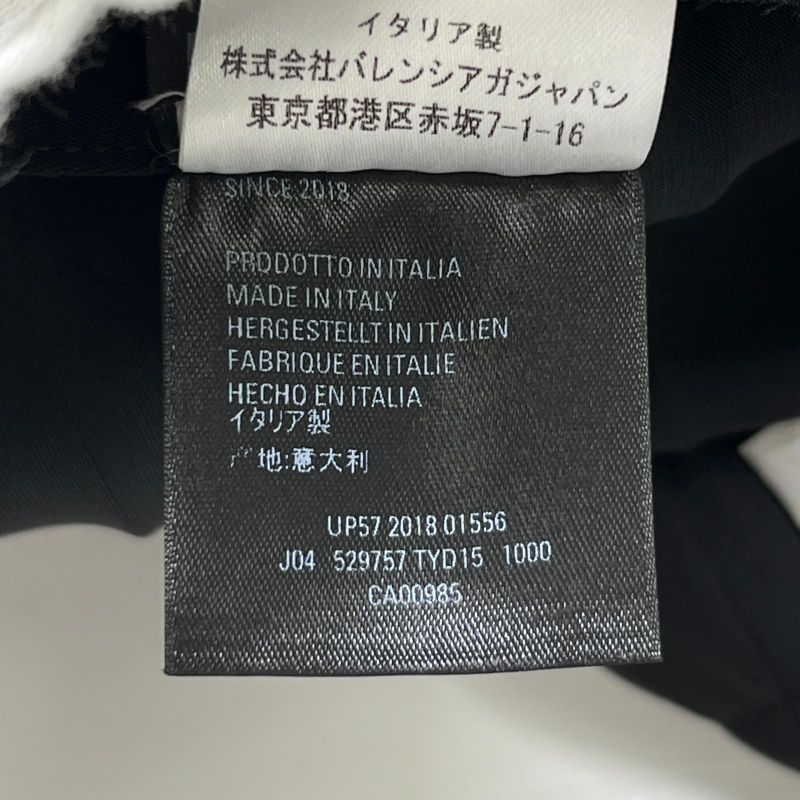 イタリア製
株式会社バレンシアガジャパン
東京都港区赤坂7-1-16
SINCE 2018
PRODOTTO IN ITALIA
MADE IN ITALY
HERGESTELLT IN ITALIEN
FABRIQUE EN ITALIE
HECHO EN ITALIA
イタリア製
产地:意大利
UP57 2018 01556
J04 529757 TYD15 1000
CA00985